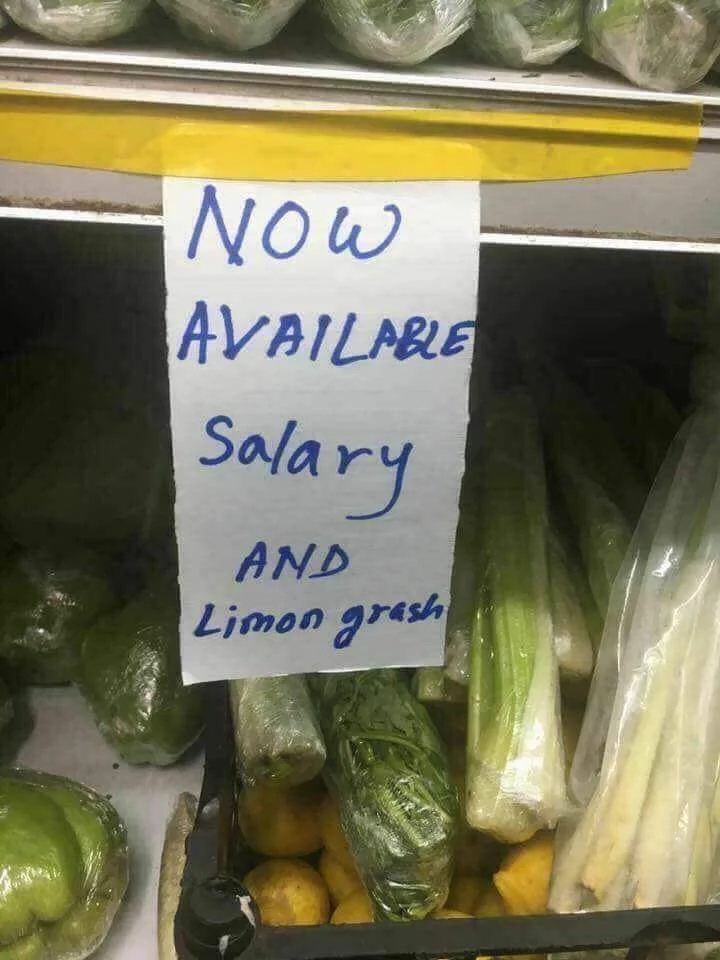 NOW
AVAILABLE
Salary
AND
Limon grash